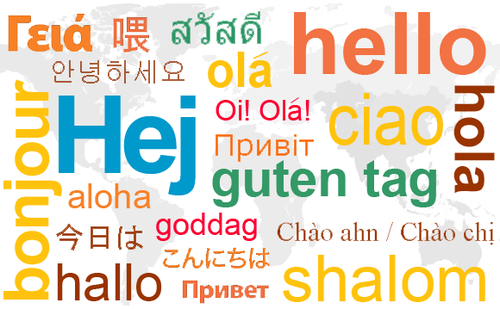 Γειά
喂
สวัสดี
hello
안녕하세요
olá
bonjour
Hej
Oi! Olá!
ciao
hola
Привіт
guten tag
aloha
goddag
Chào ahn / Chào chị
今日は
こんにちは
hallo
Привет
shalom